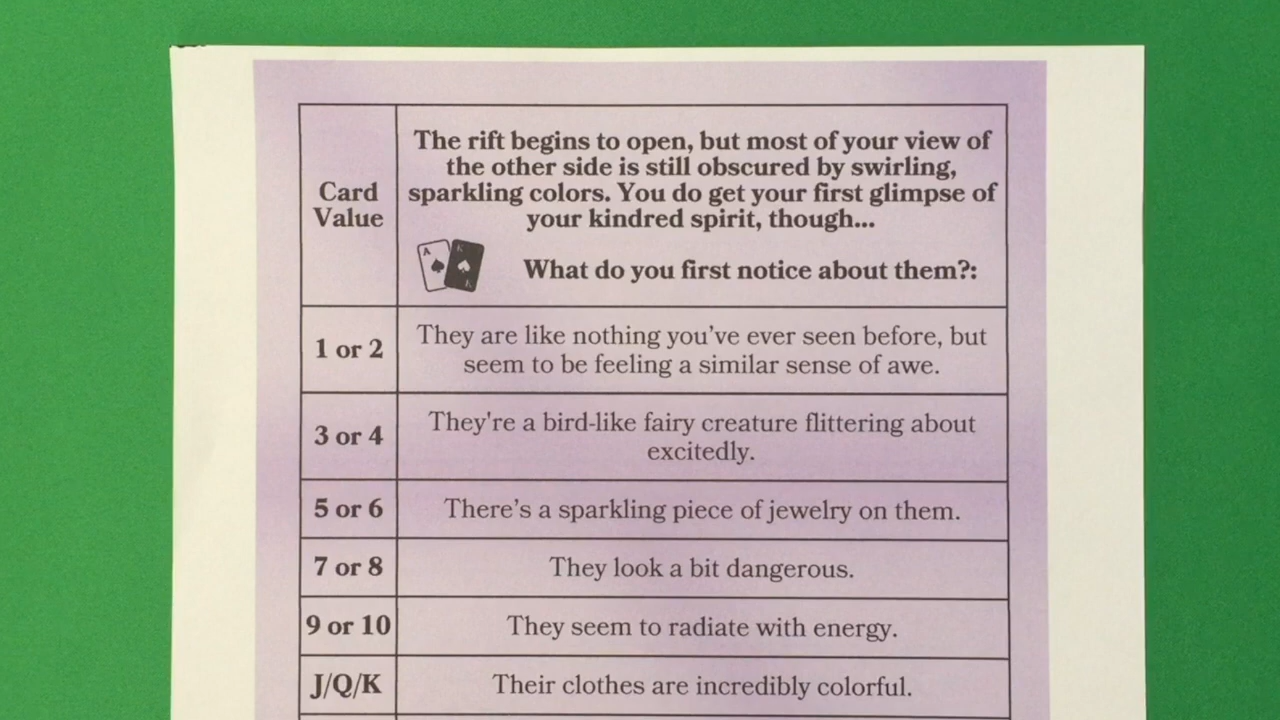 Card
Value
The rift begins to open, but most of your view of
the other side is still obscured by swirling,
sparkling colors. You do get your first glimpse of
your kindred spirit, though...
A K
K
What do you first notice about them?:
1 or 2
They are like nothing you've ever seen before, but
seem to be feeling a similar sense of awe.
3 or 4
They're a bird-like fairy creature flittering about
excitedly.
5 or 6
There's a sparkling piece of jewelry on them.
7 or 8
They look a bit dangerous.
9 or 10
They seem to radiate with energy.
J/Q/K
Their clothes are incredibly colorful.